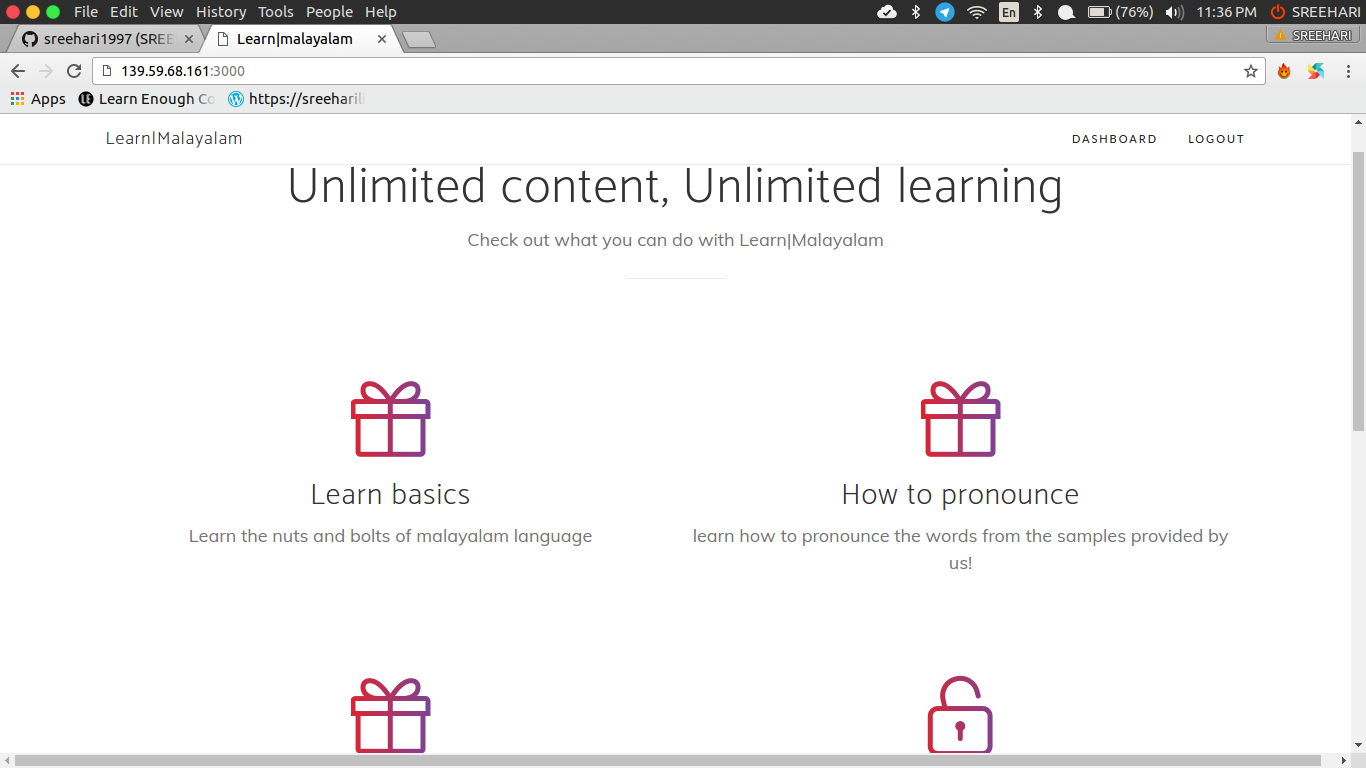 File Edit View History Tools People Help
En
(76%)
11:36 PM
SREEHARI
sreehari1997 (SREE
Learn|malayalam
SREEHARI
139.59.68.161:3000
Apps
LE
Learn Enough Co
https://sreeharil
Learn|Malayalam
DASHBOARD
LOGOUT
Unlimited content, Unlimited learning
Check out what you can do with Learn|Malayalam
Learn basics
How to pronounce
Learn the nuts and bolts of malayalam language
learn how to pronounce the words from the samples provided by
us!